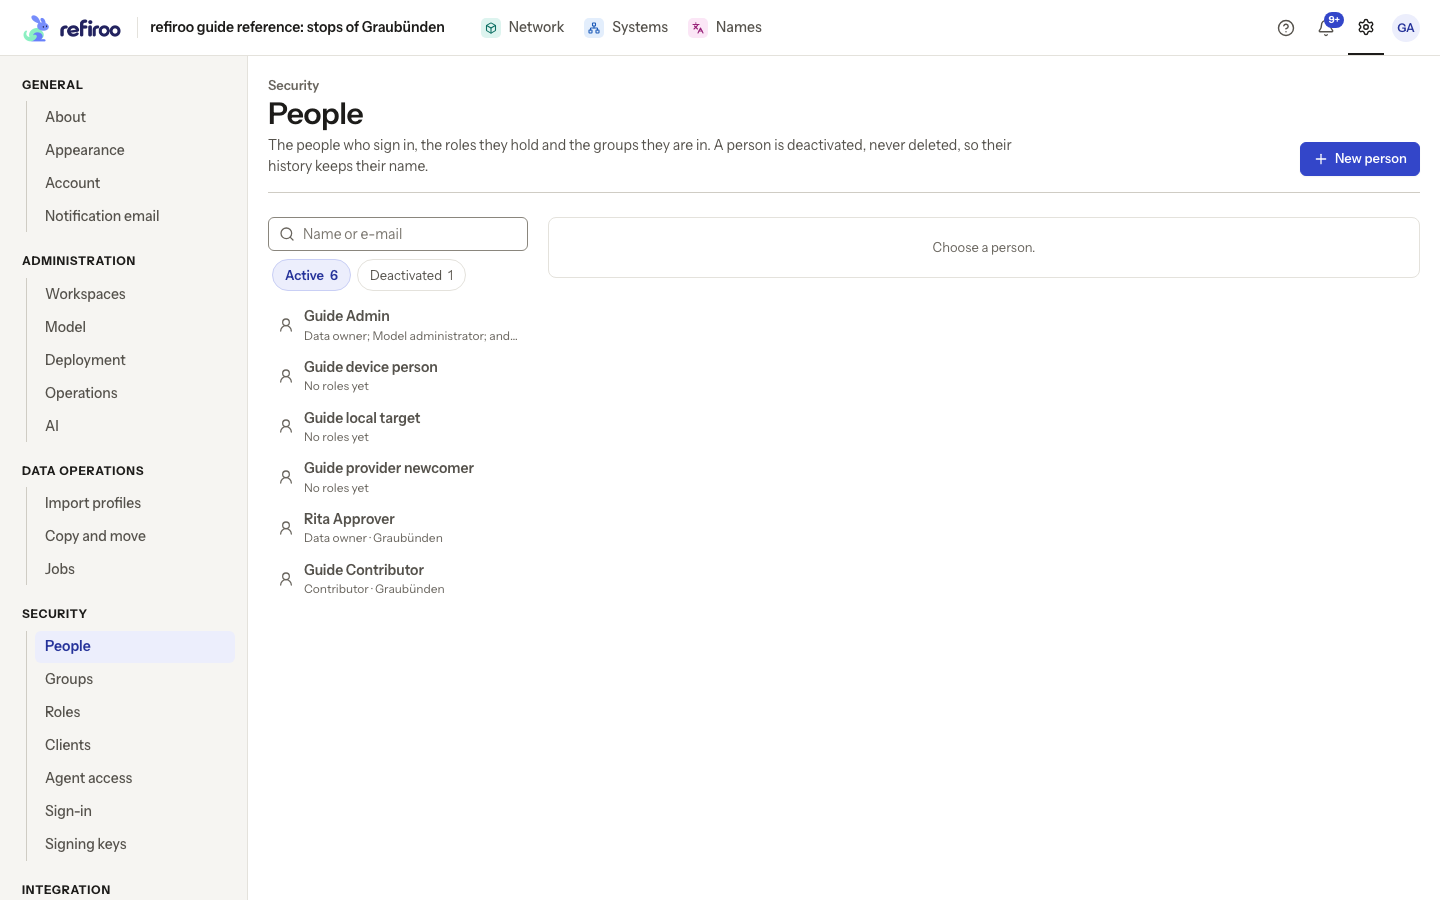 refiroo
refiroo guide reference: stops of Graubünden
Network
Systems
Names
9+
GA
GENERAL
About
Appearance
Account
Notification email
ADMINISTRATION
Workspaces
Model
Deployment
Operations
AI
DATA OPERATIONS
Import profiles
Copy and move
Jobs
SECURITY
People
Groups
Roles
Clients
Agent access
Sign-in
Signing keys
INTEGRATION
Security
People
The people who sign in, the roles they hold and the groups they are in. A person is deactivated, never deleted, so their
history keeps their name.
New person
Name or e-mail
Active 6
Deactivated 1
Guide Admin
Data owner; Model administrator; and...
Guide device person
No roles yet
Guide local target
No roles yet
Guide provider newcomer
No roles yet
Rita Approver
Data owner · Graubünden
Guide Contributor
Contributor · Graubünden
Choose a person.